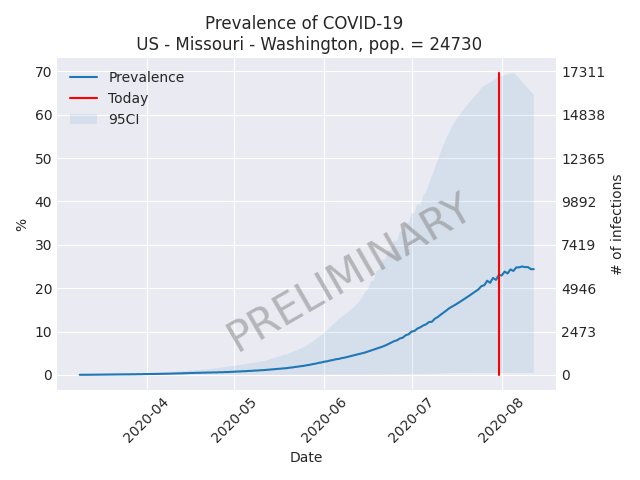 Prevalence of COVID-19
US - Missouri - Washington, pop. = 24730
Prevalence
Today
95CI
70
60
50
40
30
20
10
0
%
17311
14838
12365
9892
7419
4946
2473
0
# of infections
PRELIMINARY
2020-04
2020-05
2020-06
2020-07
2020-08
Date